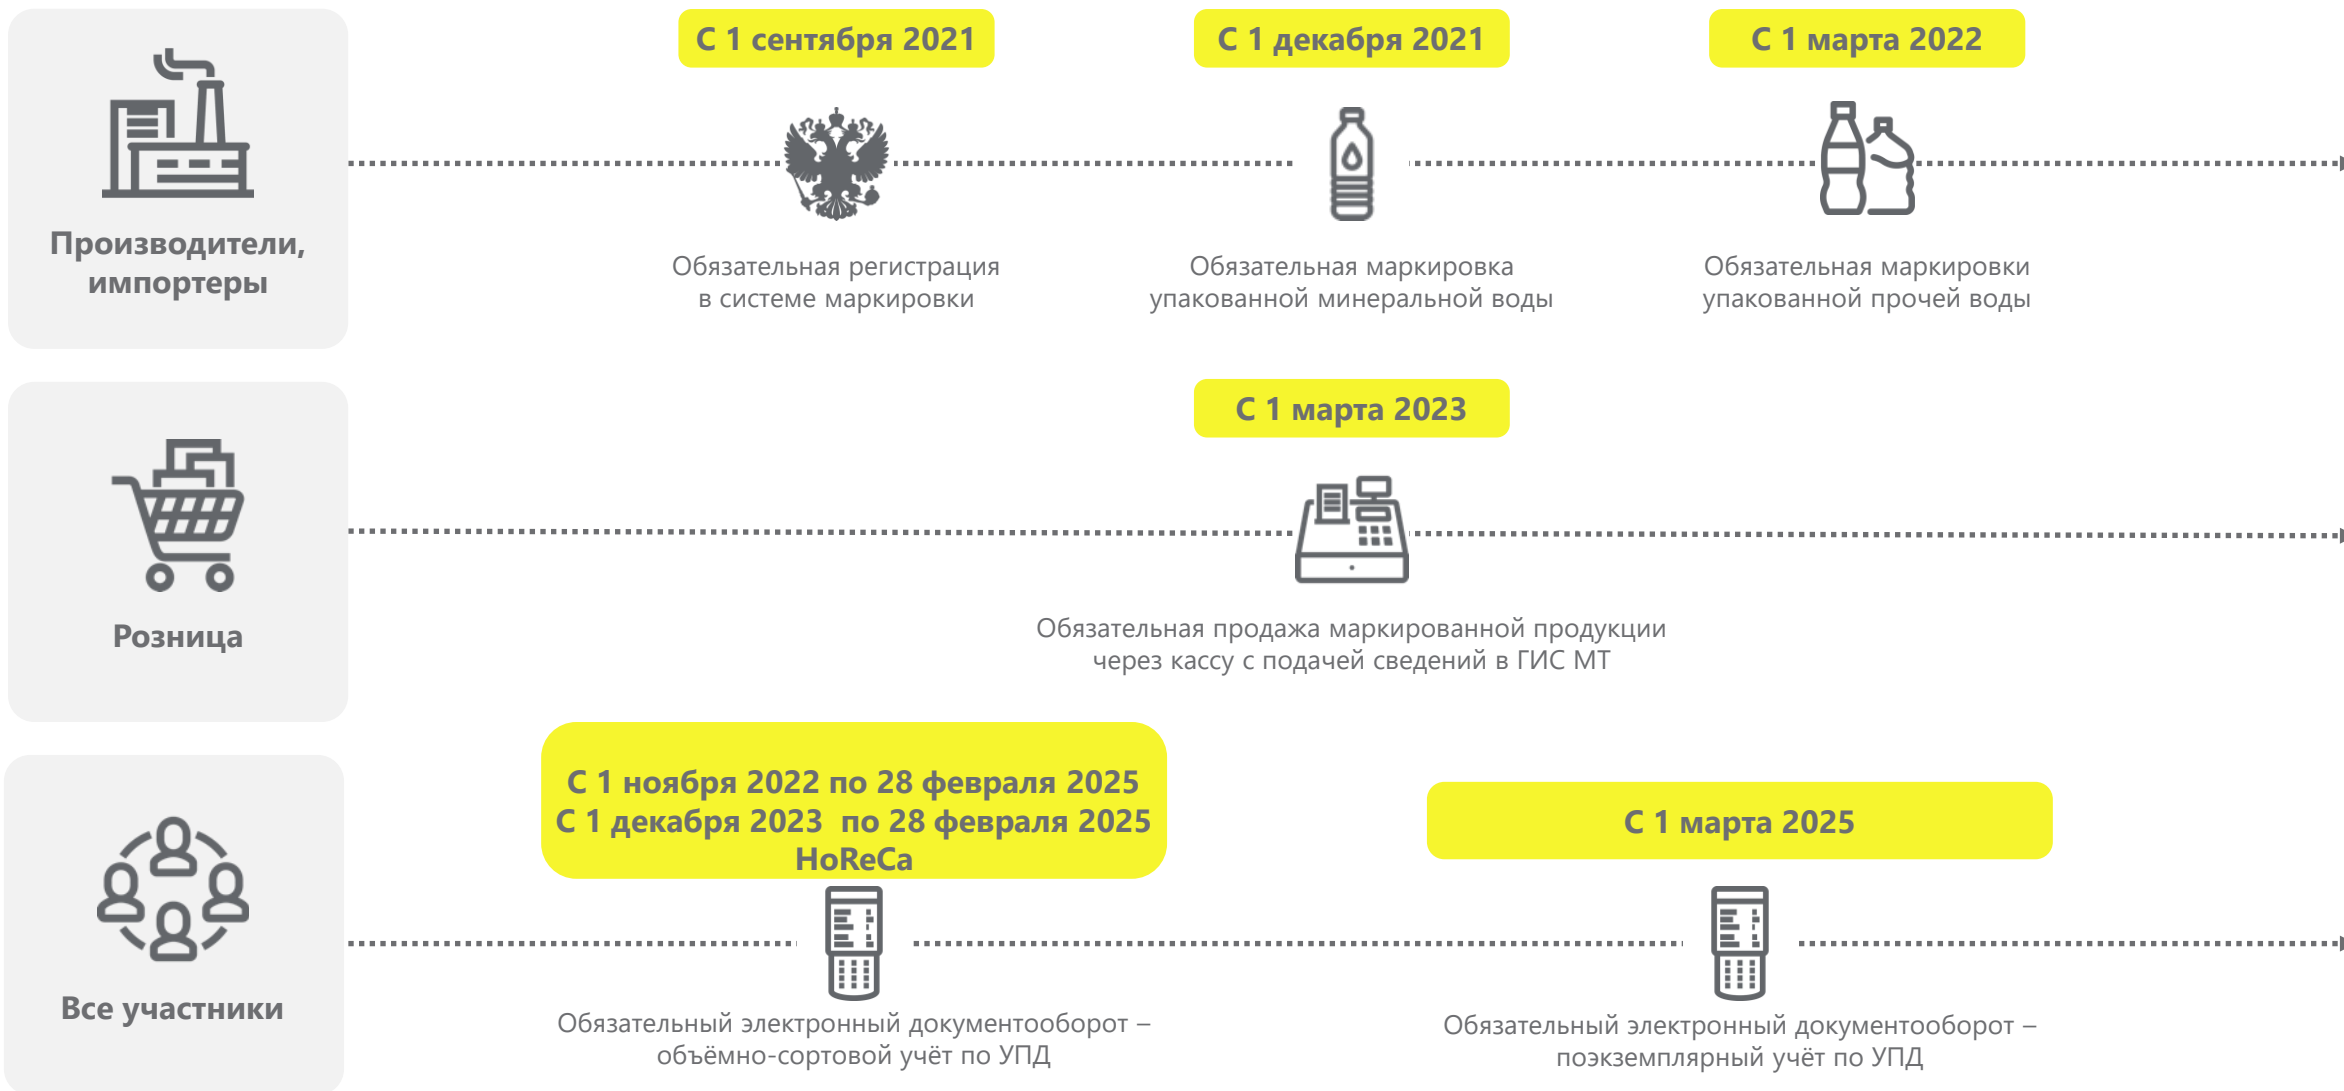 С 1 сентября 2021
С 1 декабря 2021
С 1 марта 2022
Производители,
импортеры
Обязательная регистрация
в системе маркировки
Обязательная маркировка
упакованной минеральной воды
Обязательная маркировки
упакованной прочей воды
С 1 марта 2023
Розница
Обязательная продажа маркированной продукции
через кассу с подачей сведений в ГИС МТ
С 1 ноября 2022 по 28 февраля 2025
С 1 декабря 2023 по 28 февраля 2025
HoReCa
С 1 марта 2025
Все участники
Обязательный электронный документооборот –
объёмно-сортовой учёт по УПД
Обязательный электронный документооборот –
поэкземплярный учёт по УПД